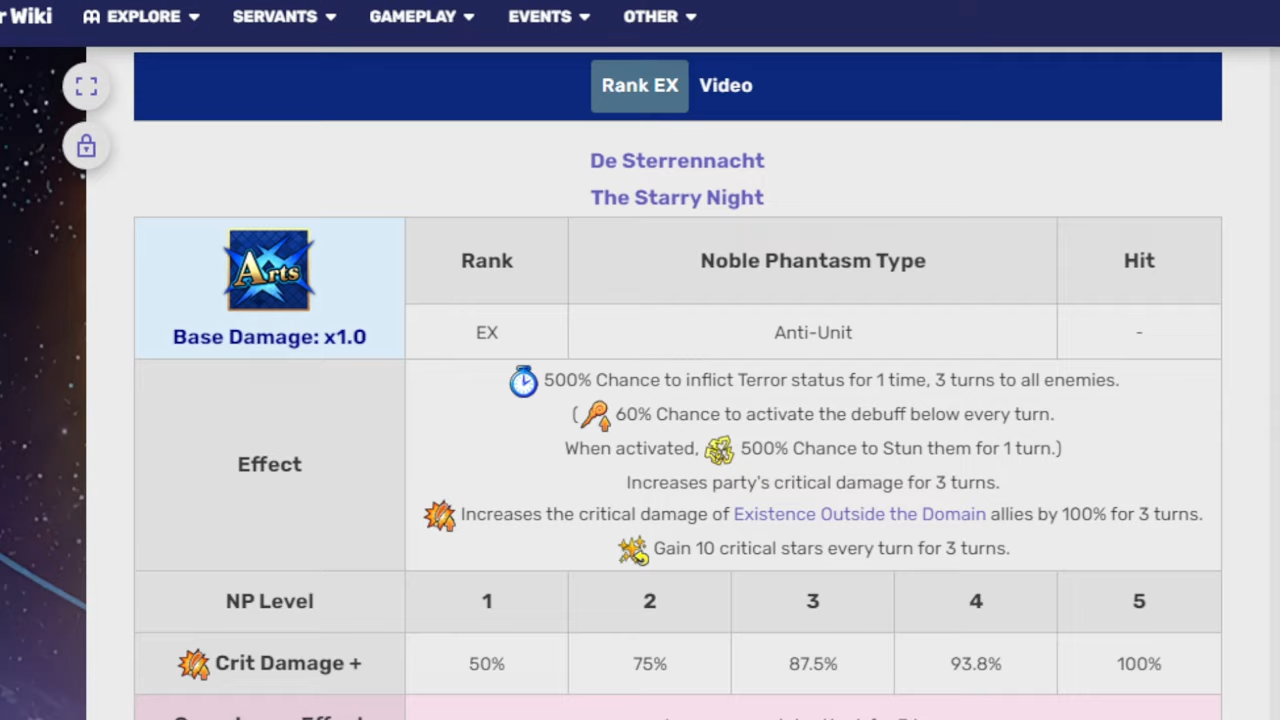 r Wiki EXPLORE SERVANTS GAMEPLAY EVENTS OTHER
Rank EX Video
De Sterrennacht
The Starry Night
Arts
Base Damage: x1.0
Rank Noble Phantasm Type Hit
EX Anti-Unit -
Effect
500% Chance to inflict Terror status for 1 time, 3 turns to all enemies.
( 60% Chance to activate the debuff below every turn.
When activated, 500% Chance to Stun them for 1 turn.)
Increases party's critical damage for 3 turns.
Increases the critical damage of Existence Outside the Domain allies by 100% for 3 turns.
Gain 10 critical stars every turn for 3 turns.
NP Level 1 2 3 4 5
Crit Damage + 50% 75% 87.5% 93.8% 100%